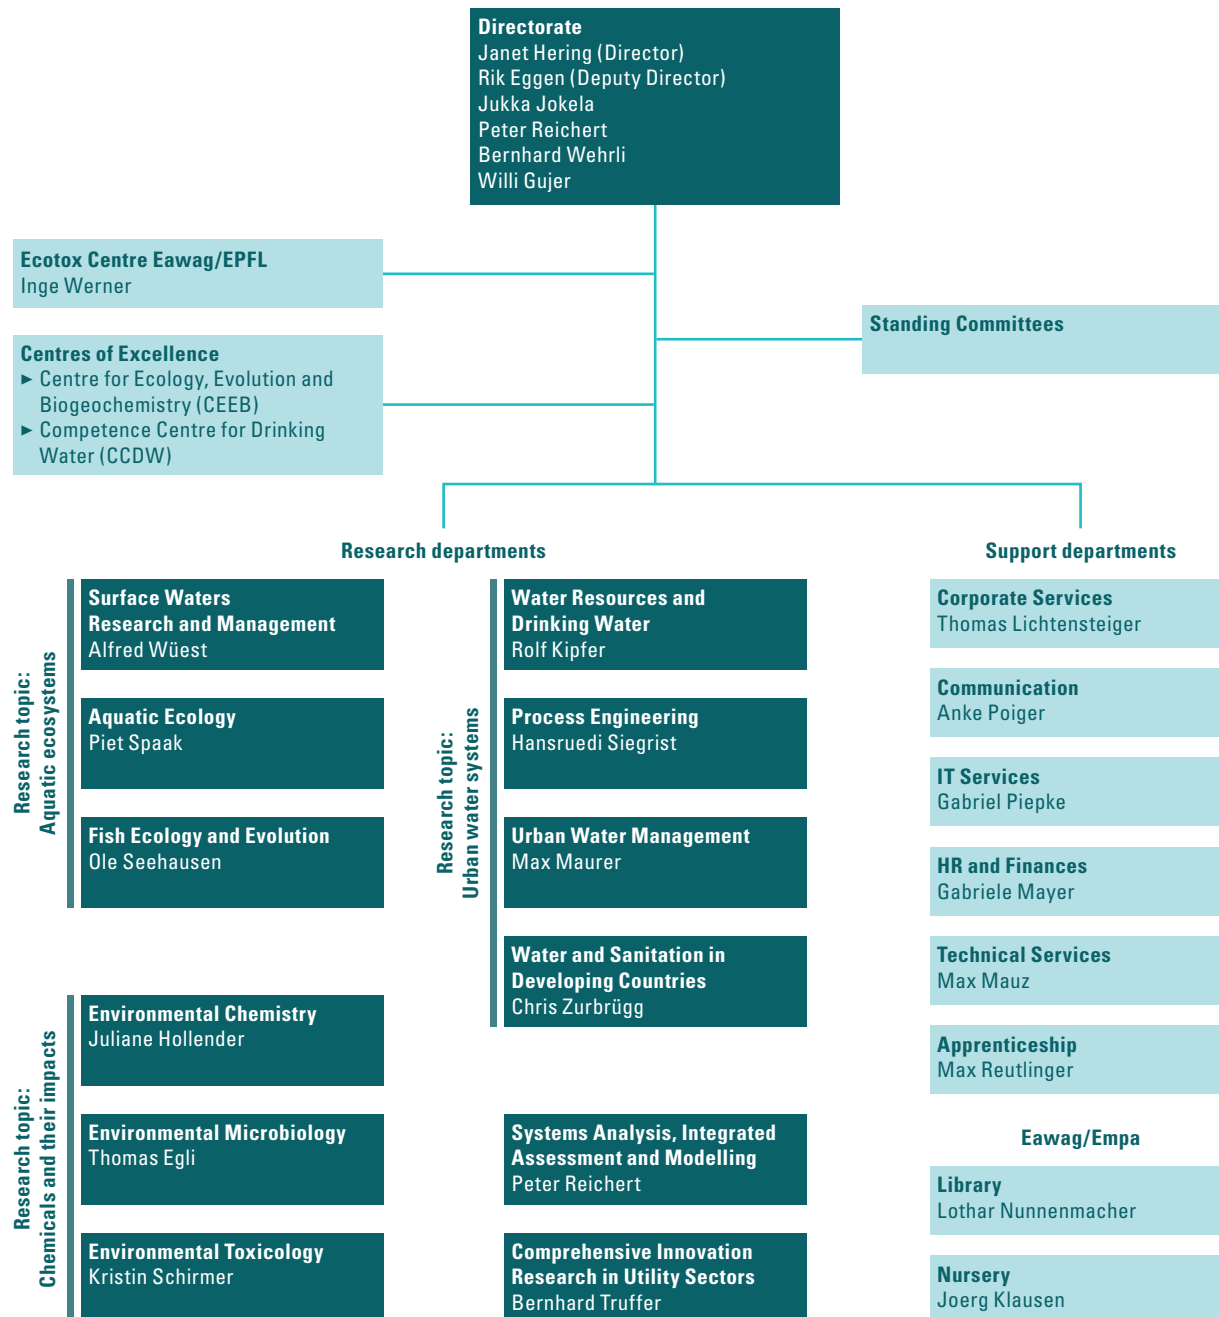 Directorate
Janet Hering (Director)
Rik Eggen (Deputy Director)
Jukka Jokela
Peter Reichert
Bernhard Wehrli
Willi Gujer
Ecotox Centre Eawag/EPFL
Inge Werner
Standing Committees
Centres of Excellence
► Centre for Ecology, Evolution and
Biogeochemistry (CEEB)
► Competence Centre for Drinking
Water (CCDW)
Research departments
Research topic:
Aquatic ecosystems
Surface Waters
Research and Management
Alfred Wüest
Aquatic Ecology
Piet Spaak
Fish Ecology and Evolution
Ole Seehausen
Research topic:
Chemicals and their impacts
Environmental Chemistry
Juliane Hollender
Environmental Microbiology
Thomas Egli
Environmental Toxicology
Kristin Schirmer
Research topic:
Urban water systems
Water Resources and
Drinking Water
Rolf Kipfer
Process Engineering
Hansruedi Siegrist
Urban Water Management
Max Maurer
Water and Sanitation in
Developing Countries
Chris Zurbrügg
Systems Analysis, Integrated
Assessment and Modelling
Peter Reichert
Comprehensive Innovation
Research in Utility Sectors
Bernhard Truffer
Support departments
Corporate Services
Thomas Lichtensteiger
Communication
Anke Poiger
IT Services
Gabriel Piepke
HR and Finances
Gabriele Mayer
Technical Services
Max Mauz
Apprenticeship
Max Reutlinger
Eawag/Empa
Library
Lothar Nunnenmacher
Nursery
Joerg Klausen